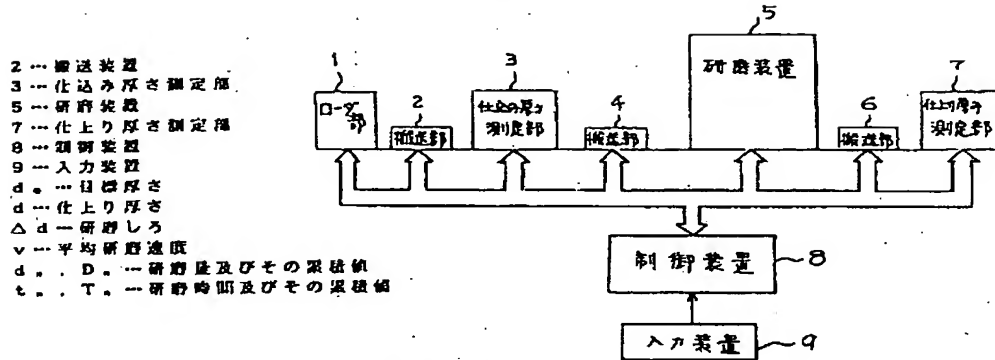 2…搬送装置
3…仕込み厚さ測定部
5…研磨装置
7…仕上り厚さ測定部
8…制御装置
9…入力装置
d。…目標厚さ
d…仕上り厚さ
Δd…研磨しろ
v…平均研磨速度
dₙ,Dₙ…研磨量及びその累積値
tₙ,Tₙ…研磨時間及びその累積値
1
ローダ部
2
搬送部
3
仕込み厚さ測定部
4
搬送部
5
研磨装置
6
搬送部
7
仕上り厚み測定部
制御装置
8
入力装置
9